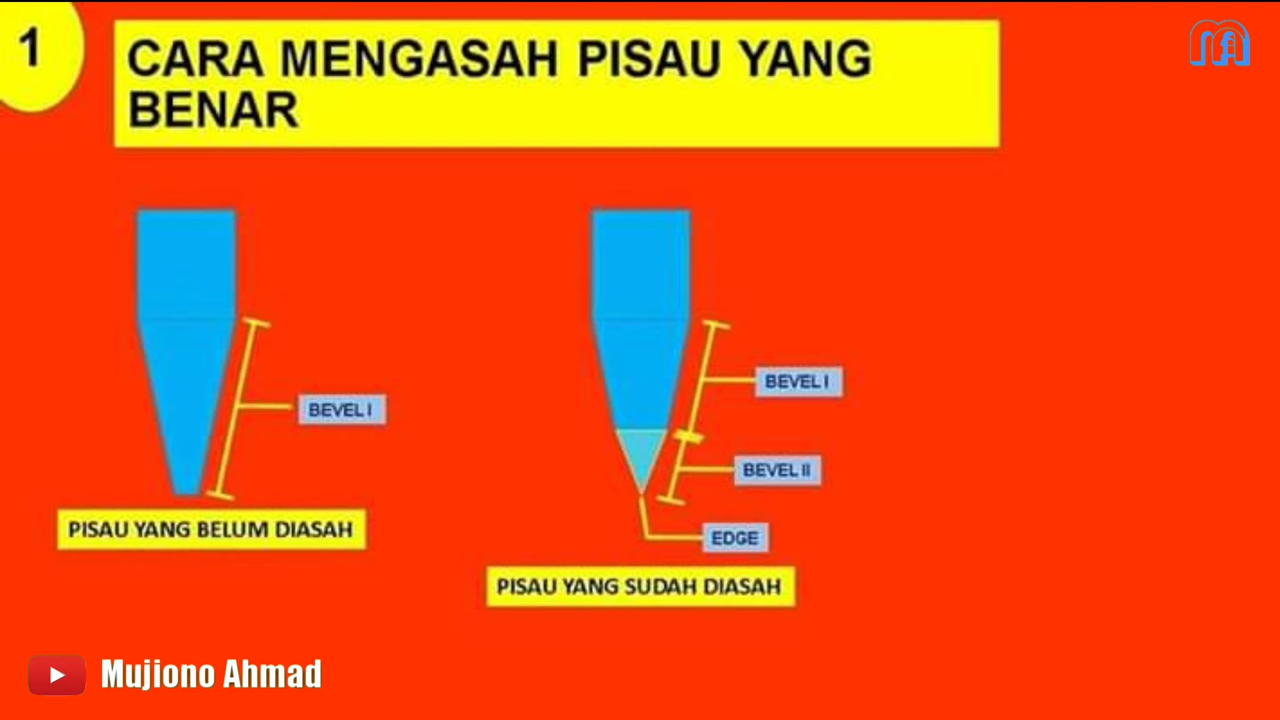 1
CARA MENGASAH PISAU YANG
BENAR
BEVEL I
PISAU YANG BELUM DIASAH
BEVEL I
BEVEL II
EDGE
PISAU YANG SUDAH DIASAH
Mujiono Ahmad